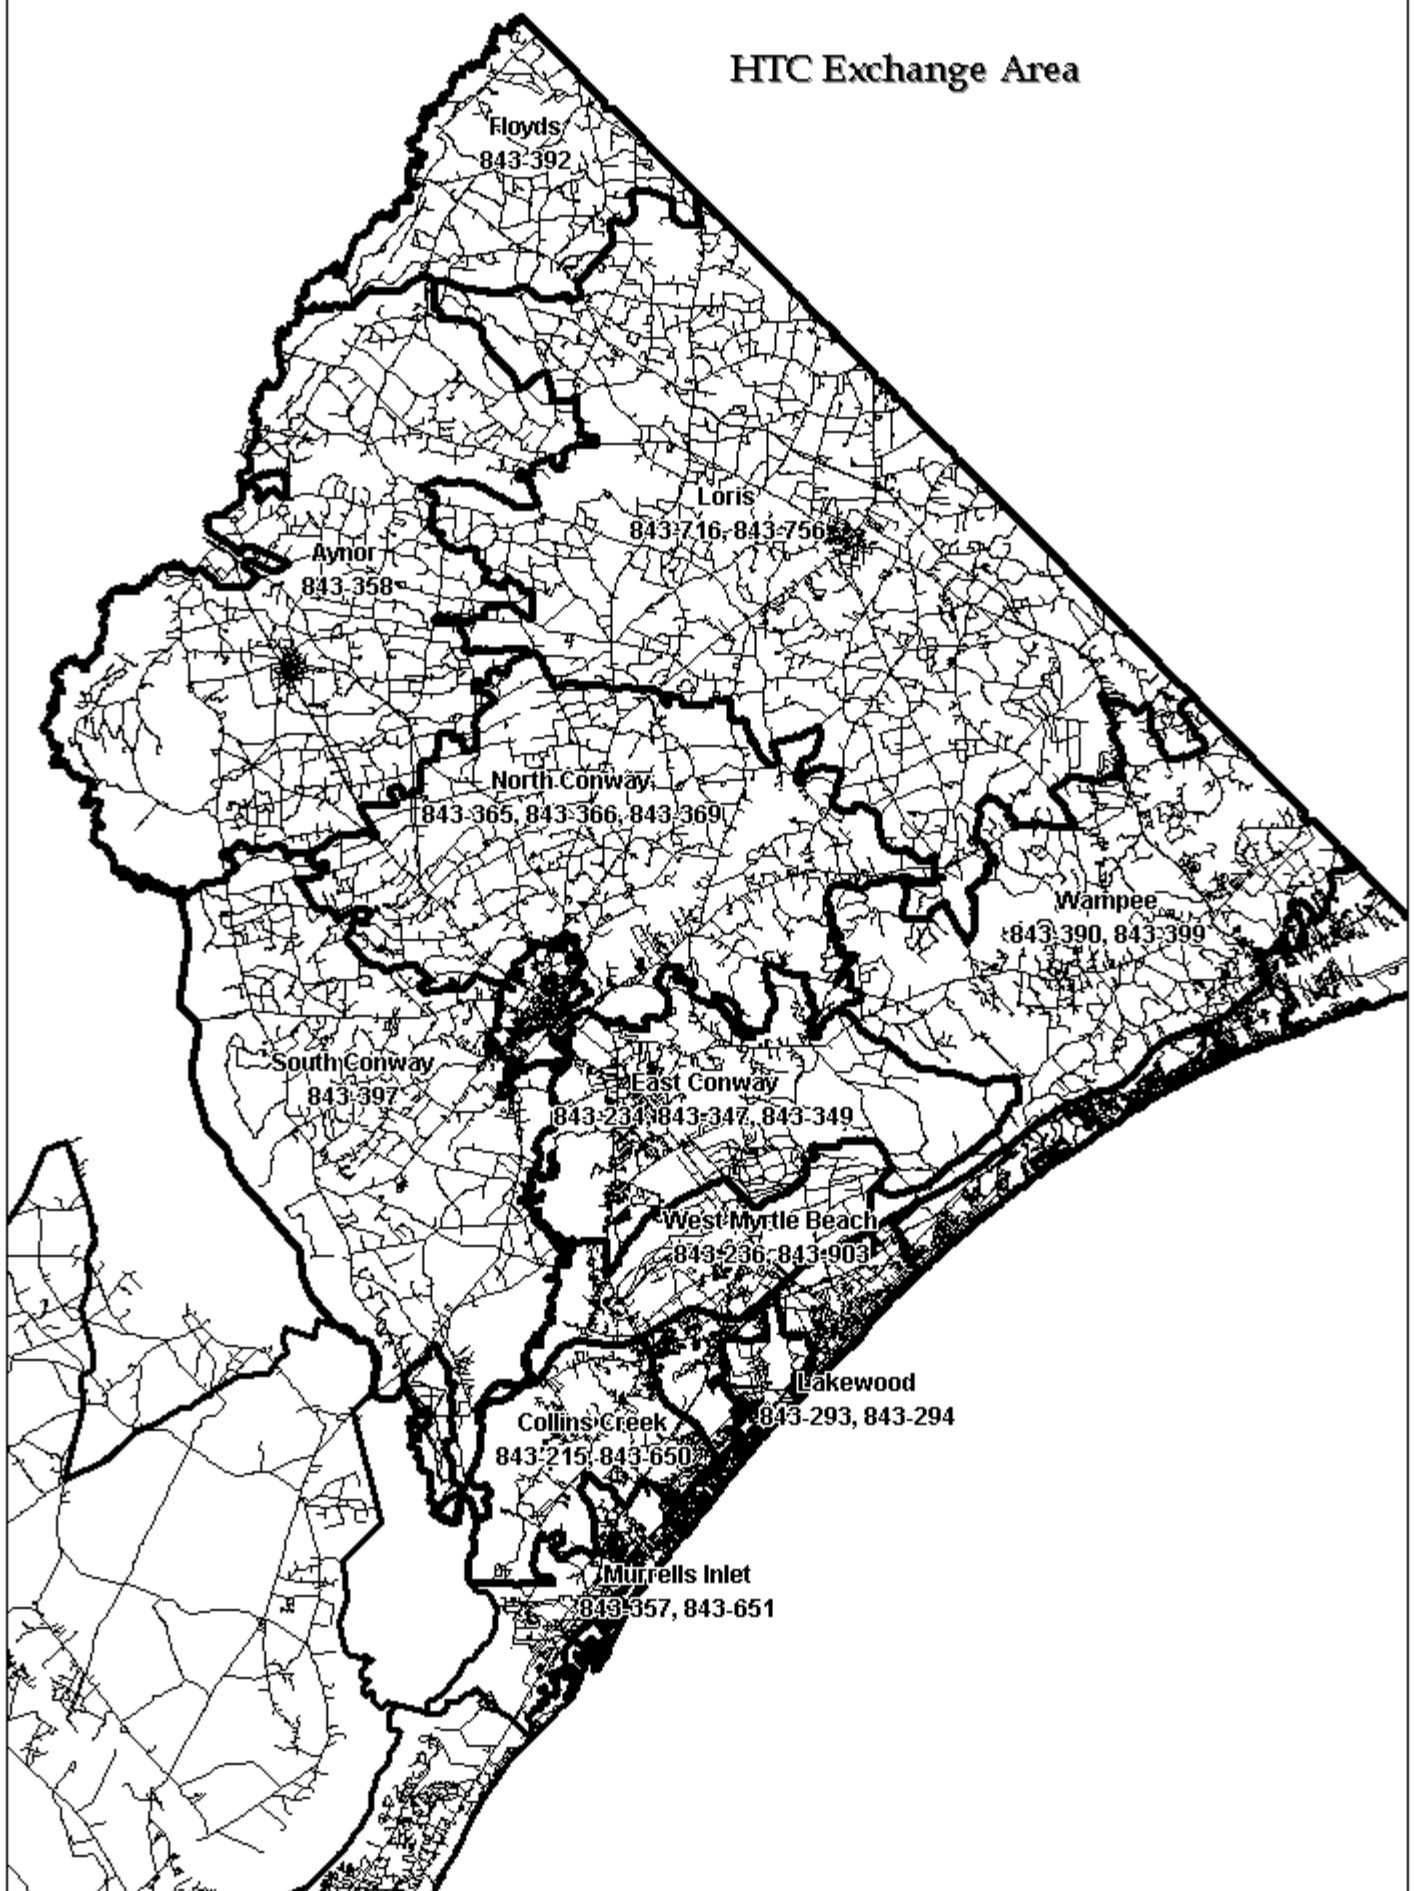 HTC Exchange Area
Floyds
843-392
Loris
843-716, 843-756
Aynor
843-358
North Conway
843-365, 843-366, 843-369
Wampee
843-390, 843-399
South Conway
843-397
East Conway
843-234, 843-347, 843-349
West Myrtle Beach
843-236, 843-903
Lakewood
843-293, 843-294
Collins Creek
843-215, 843-650
Murrells Inlet
843-357, 843-651